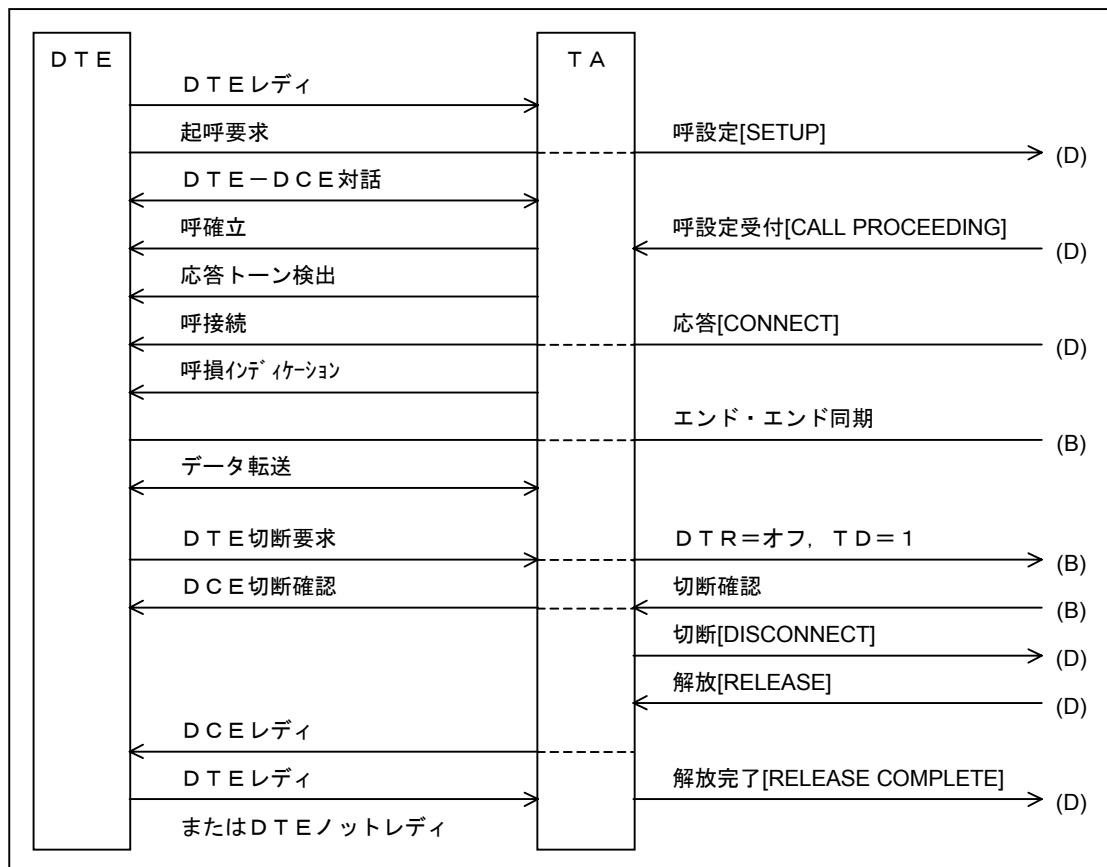 ＤＴＥ ＴＡ
ＤＴＥレディ
起呼要求 呼設定[SETUP]
(D)
ＤＴＥ－ＤＣＥ対話
呼確立 呼設定受付[CALL PROCEEDING]
(D)
応答トーン検出
呼接続 応答[CONNECT]
(D)
呼損ｲﾝﾃﾞｨｹｰｼｮﾝ
エンド・エンド同期
(B)
データ転送
ＤＴＥ切断要求 ＤＴＲ＝オフ，ＴＤ＝１
(B)
ＤＣＥ切断確認 切断確認
(B)
切断[DISCONNECT]
(D)
解放[RELEASE]
(D)
ＤＣＥレディ
ＤＴＥレディ 解放完了[RELEASE COMPLETE]
(D)
またはＤＴＥノットレディ